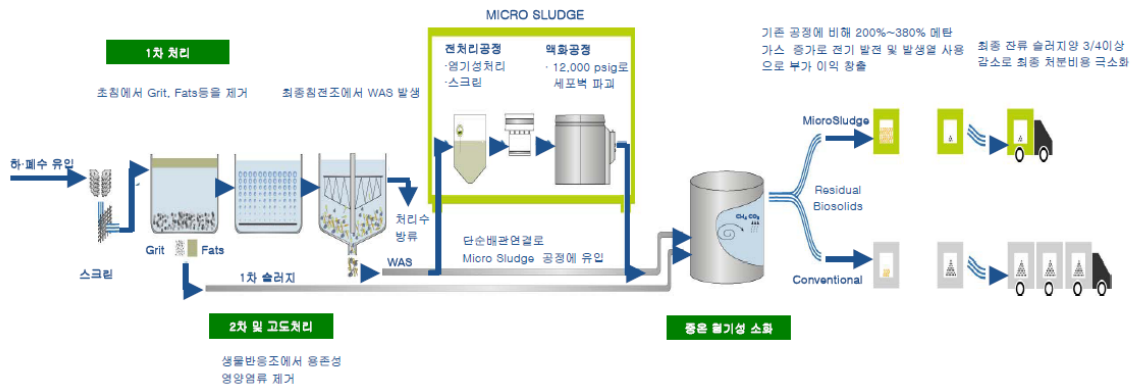 MICRO SLUDGE
1차 처리
전처리공정
·염기성처리
·스크린
액화공정
· 12,000 psig로
세포벽 파괴
기존 공정에 비해 200%~380% 메탄
가스 증가로 전기 발전 및 발생열 사용
으로 부가 이익 창출
최종 잔류 슬러지양 3/4이상
감소로 최종 처분비용 극소화
초침에서 Grit, Fats등을 제거
최종침전조에서 WAS 발생
MicroSludge
하·폐수 유입
Residual
Biosolids
CH4 CO2
처리수
방류
Grit
Fats
스크린
WAS
단순배관연결로
Micro Sludge 공정에 유입
1차 슬러지
Conventional
2차 및 고도처리
중온 혐기성 소화
생물반응조에서 용존성
영양염류 제거